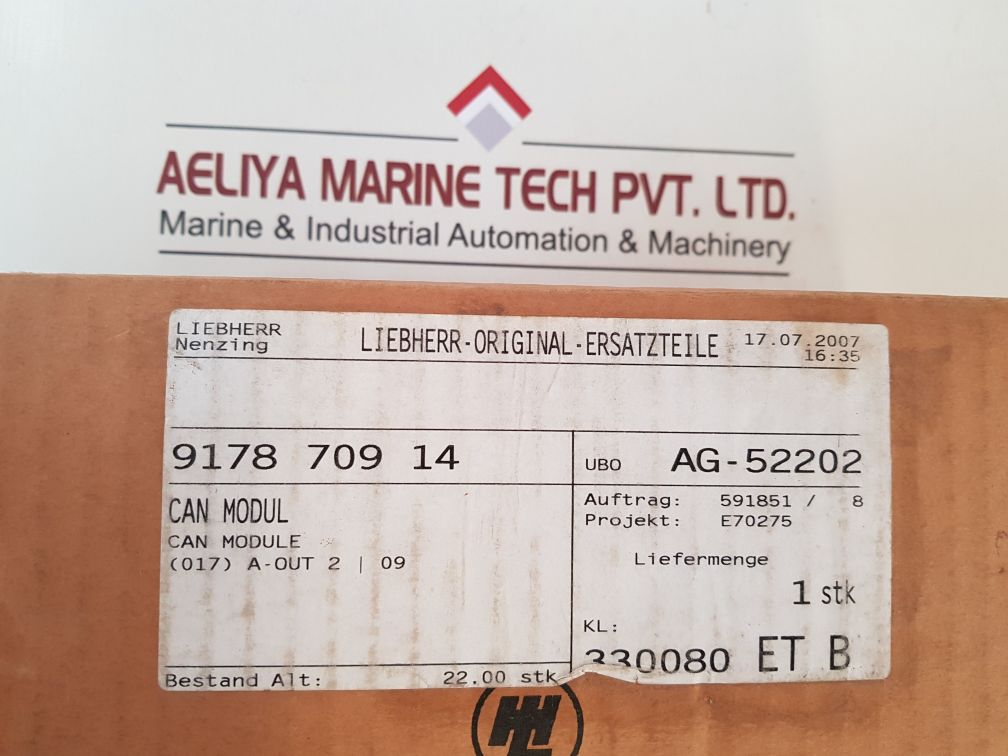 AELIYA MARINE TECH PVT. LTD.
Marine & Industrial Automation & Machinery
LIEBHERR
Nenzing
LIEBHERR-ORIGINAL-ERSATZTEILE
17.07.2007
16:35
9178 709 14
UBO AG-52202
CAN MODUL
CAN MODULE
(017) A-OUT 2 | 09
Auftrag: 591851 / 8
Projekt: E70275
Liefermenge
1 stk
KL:
330080 ET B
Bestand Alt: 22.00 stk